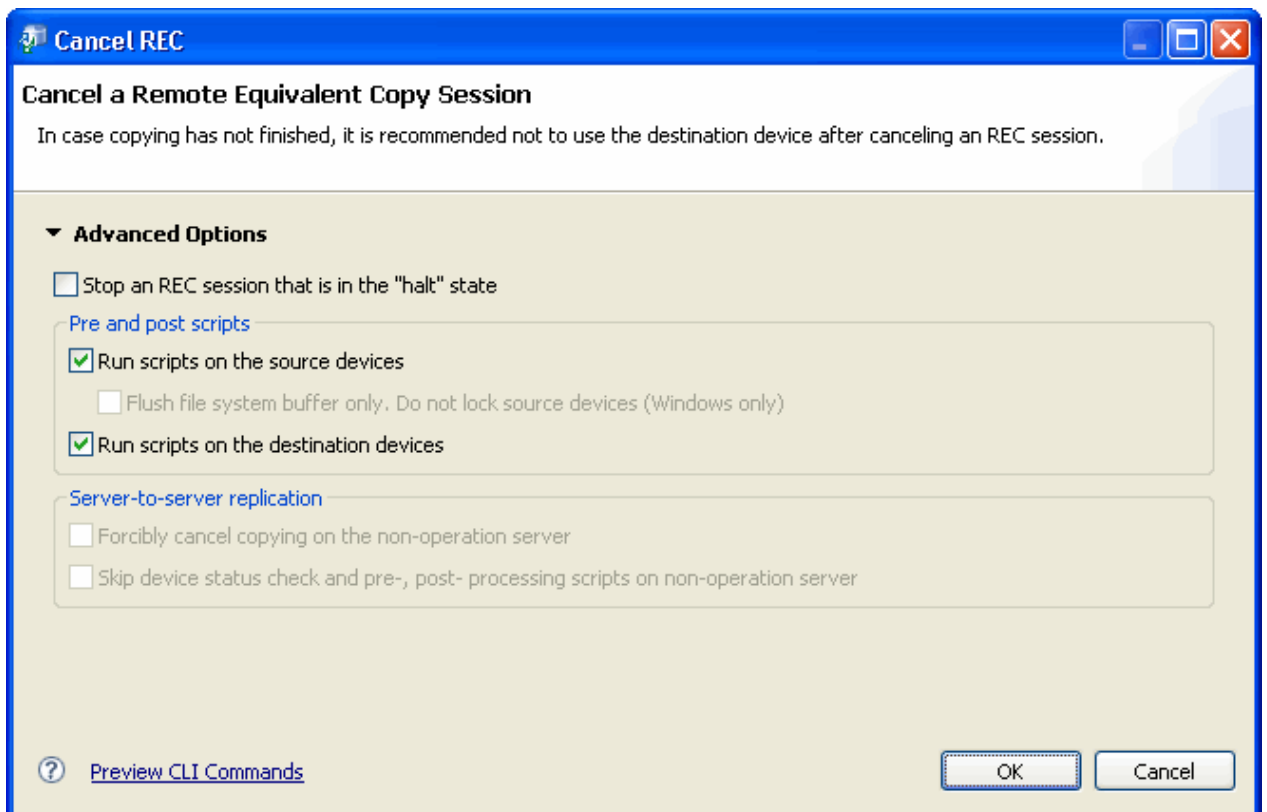 Cancel REC
Cancel a Remote Equivalent Copy Session
In case copying has not finished, it is recommended not to use the destination device after canceling an REC session.
Advanced Options
Stop an REC session that is in the "halt" state
Pre and post scripts
Run scripts on the source devices
Flush file system buffer only. Do not lock source devices (Windows only)
Run scripts on the destination devices
Server-to-server replication
Forcibly cancel copying on the non-operation server
Skip device status check and pre-, post- processing scripts on non-operation server
? Preview CLI Commands OK Cancel